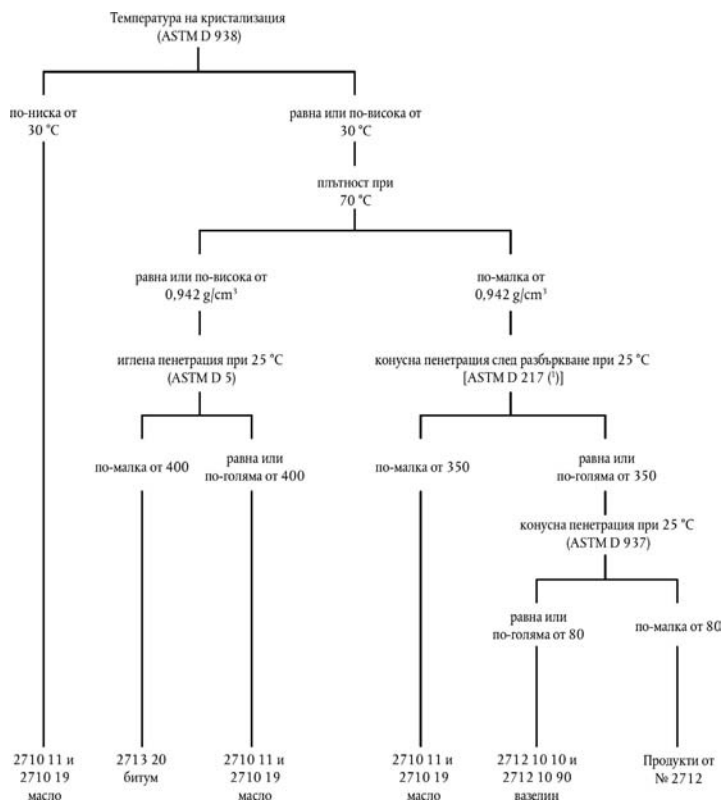 Температура на кристализация
(ASTM D 938)
по-ниска от
30 °C
равна или по-висока от
30 °C
плътност при
70 °C
равна или по-висока от
0,942 g/cm³
по-малка от
0,942 g/cm³
иглена пенетрация при 25 °C
(ASTM D 5)
конусна пенетрация след разбъркване при 25 °C
[ASTM D 217 (¹)]
по-малка от 400
равна или
по-голяма от 400
по-малка от 350
равна или
по-голяма от 350
конусна пенетрация при 25 °C
(ASTM D 937)
равна или
по-голяма от 80
по-малка от 80
2710 11 и
2710 19
масло
2713 20
битум
2710 11 и
2710 19
масло
2710 11 и
2710 19
масло
2712 10 10 и
2712 10 90
вазелин
Продукти от
№ 2712